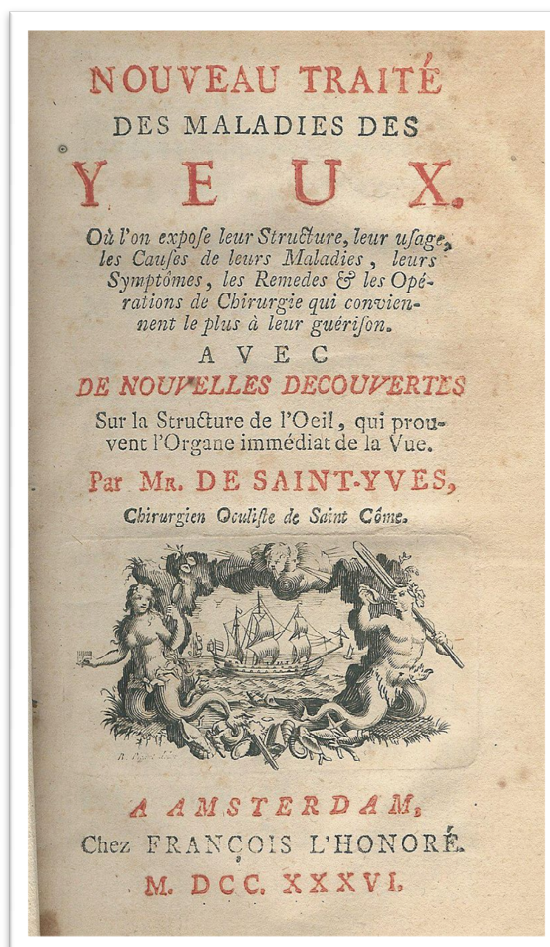 NOUVEAU TRAITÉ
DES MALADIES DES
YEUX.
Où l'on expoſe leur Structure, leur uſage,
les Cauſes de leurs Maladies, leurs
Symptômes, les Remedes & les Opé-
rations de Chirurgie qui convien-
nent le plus à leur guériſon.
AVEC
DE NOUVELLES DECOUVERTES
Sur la Structure de l'Oeil, qui prou-
vent l'Organe immédiat de la Vue.
Par MR. DE SAINT-YVES,
Chirurgien Oculiſte de Saint Côme.
A AMSTERDAM,
Chez FRANÇOIS L'HONORÉ.
M. DCC. XXXVI.